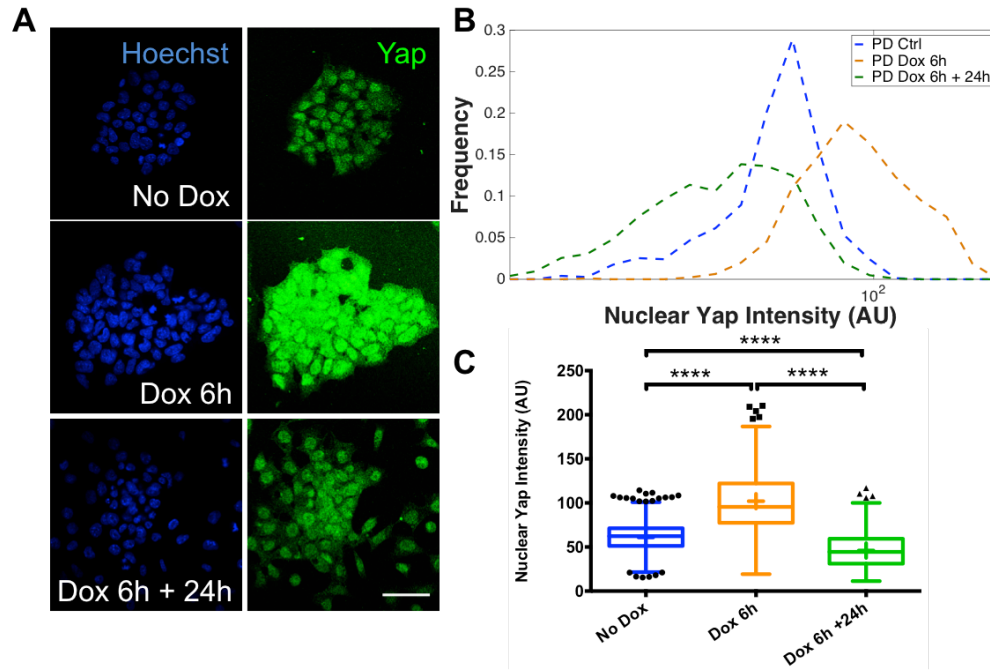 A
Hoechst
Yap
No Dox
Dox 6h
Dox 6h + 24h
B
Frequency
0.3
0.25
0.2
0.15
0.1
0.05
0
PD Ctrl
PD Dox 6h
PD Dox 6h + 24h
10^2
Nuclear Yap Intensity (AU)
C
Nuclear Yap Intensity (AU)
250
200
150
100
50
0
****
****
****
No Dox
Dox 6h
Dox 6h +24h